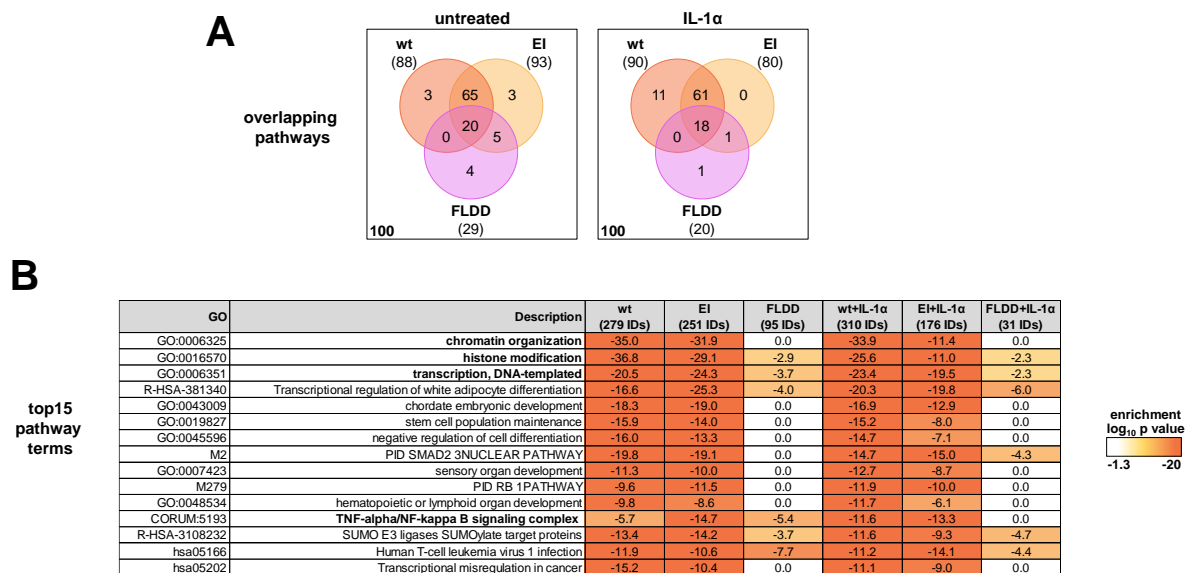 A
untreated
IL-1α
wt
(88)
EI
(93)
wt
(90)
EI
(80)
overlapping
pathways
3
65
3
20
0
5
4
11
61
0
18
0
1
1
FLDD
(29)
FLDD
(20)
100
100
B
GO Description wt (279 IDs) EI (251 IDs) FLDD (95 IDs) wt+IL-1α (310 IDs) EI+IL-1α (176 IDs) FLDD+IL-1α (31 IDs)
GO:0006325 chromatin organization -35.0 -31.9 0.0 -33.9 -11.4 0.0
GO:0016570 histone modification -36.8 -29.1 -2.9 -25.6 -11.0 -2.3
GO:0006351 transcription, DNA-templated -20.5 -24.3 -3.7 -23.4 -19.5 -2.3
R-HSA-381340 Transcriptional regulation of white adipocyte differentiation -16.6 -25.3 -4.0 -20.3 -19.8 -6.0
GO:0043009 chordate embryonic development -18.3 -19.0 0.0 -16.9 -12.9 0.0
GO:0019827 stem cell population maintenance -15.9 -14.0 0.0 -15.2 -8.0 0.0
GO:0045596 negative regulation of cell differentiation -16.0 -13.3 0.0 -14.7 -7.1 0.0
M2 PID SMAD2 3NUCLEAR PATHWAY -19.8 -19.1 0.0 -14.7 -15.0 -4.3
GO:0007423 sensory organ development -11.3 -10.0 0.0 -12.7 -8.7 0.0
M279 PID RB 1PATHWAY -9.6 -11.5 0.0 -11.9 -10.0 0.0
GO:0048534 hematopoietic or lymphoid organ development -9.8 -8.6 0.0 -11.7 -6.1 0.0
CORUM:5193 TNF-alpha/NF-kappa B signaling complex -5.7 -14.7 -5.4 -11.6 -13.3 0.0
R-HSA-3108232 SUMO E3 ligases SUMOylate target proteins -13.4 -14.2 -3.7 -11.6 -9.3 -4.7
hsa05166 Human T-cell leukemia virus 1 infection -11.9 -10.6 -7.7 -11.2 -14.1 -4.4
hsa05202 Transcriptional misregulation in cancer -15.2 -10.4 0.0 -11.1 -9.0 0.0
top15
pathway
terms
enrichment
log10 p value
-1.3 -20